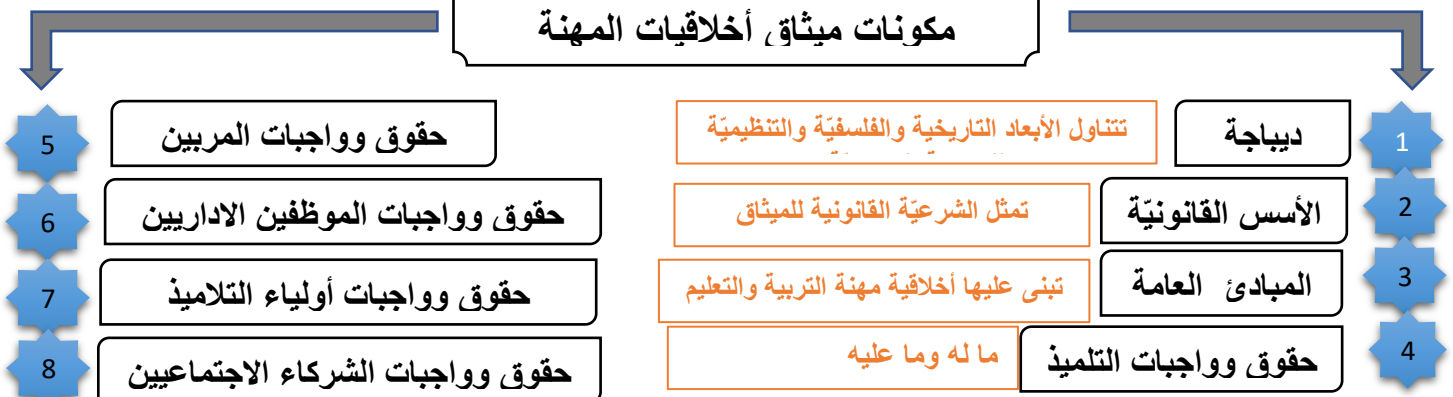 مكونات ميثاق أخلاقيات المهنة
1
ديباجة
تتناول الأبعاد التاريخية والفلسفيّة والتنظيميّة
2
الأسس القانونيّة
تمثل الشرعيّة القانونية للميثاق
3
المبادئ العامة
تبنى عليها أخلاقية مهنة التربية والتعليم
4
حقوق وواجبات التلميذ
ما له وما عليه
5
حقوق وواجبات المربين
6
حقوق وواجبات الموظفين الاداريين
7
حقوق وواجبات أولياء التلاميذ
8
حقوق وواجبات الشركاء الاجتماعيين